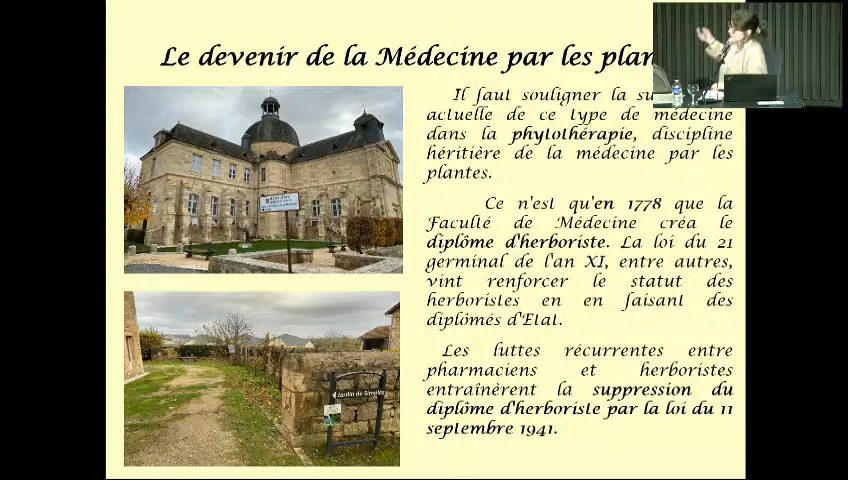 Le devenir de la Médecine par les plan
Il faut souligner la su
actuelle de ce type de médecine
dans la phytothérapie, discipline
héritière de la médecine par les
plantes.
Ce n'est qu'en 1778 que la
Faculté de Médecine créa le
diplôme d'herboriste. La loi du 21
germinal de l'an XI, entre autres,
vint renforcer le statut des
herboristes en en faisant des
diplômés d'Etat.
Les luttes récurrentes entre
pharmaciens et herboristes
entraînèrent la suppression du
diplôme d'herboriste par la loi du 11
septembre 1941.
Jardin de Simples